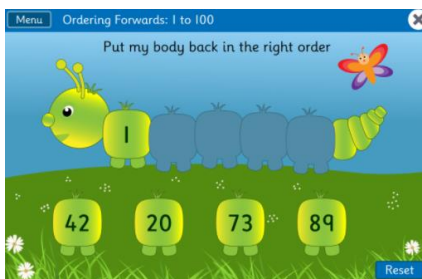 Menu Ordering Forwards: 1 to 100
Put my body back in the right order
1
42 20 73 89
Reset